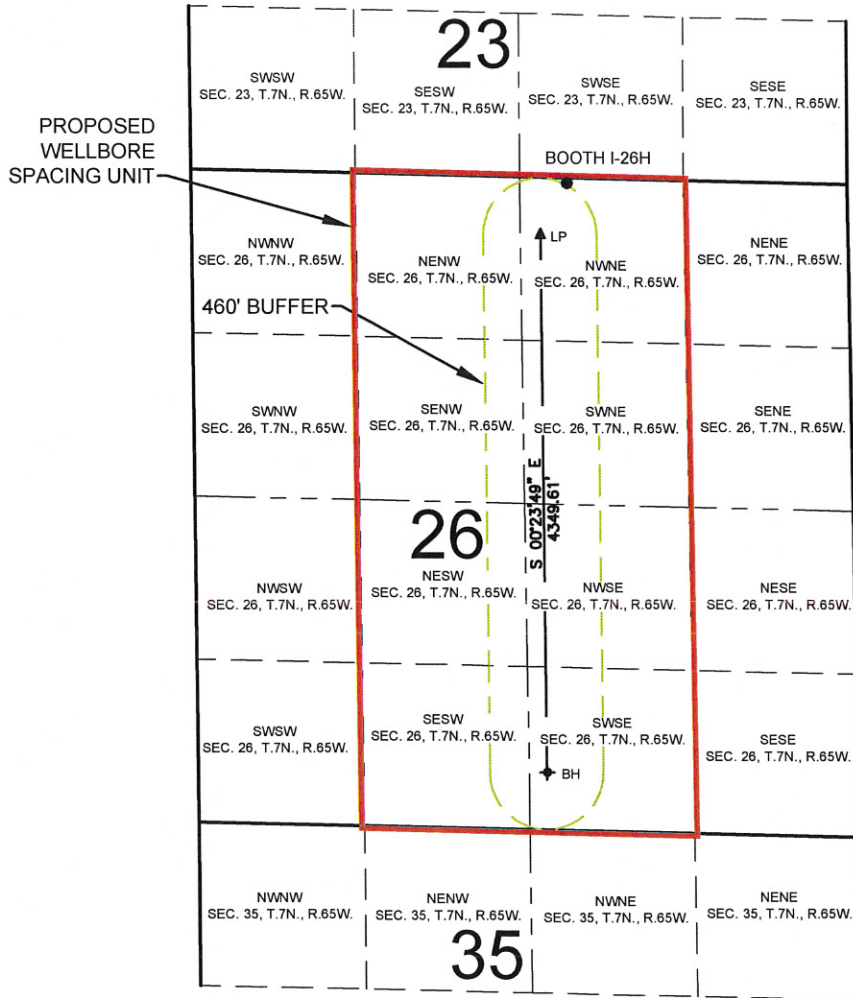 23
SWSW
SEC. 23, T.7N., R.65W.
SESW
SEC. 23, T.7N., R.65W.
SWSE
SEC. 23, T.7N., R.65W.
SESE
SEC. 23, T.7N., R.65W.
PROPOSED
WELLBORE
SPACING UNIT
BOOTH I-26H
NWNW
SEC. 26, T.7N., R.65W.
NENW
SEC. 26, T.7N., R.65W.
LP
NWNE
SEC. 26, T.7N., R.65W.
NENE
SEC. 26, T.7N., R.65W.
460' BUFFER
SWNW
SEC. 26, T.7N., R.65W.
SENW
SEC. 26, T.7N., R.65W.
SWNE
SEC. 26, T.7N., R.65W.
SENE
SEC. 26, T.7N., R.65W.
S 00°23'49" E
4349.61'
26
NWSW
SEC. 26, T.7N., R.65W.
NESW
SEC. 26, T.7N., R.65W.
NWSE
SEC. 26, T.7N., R.65W.
NESE
SEC. 26, T.7N., R.65W.
SWSW
SEC. 26, T.7N., R.65W.
SESW
SEC. 26, T.7N., R.65W.
SWSE
SEC. 26, T.7N., R.65W.
SESE
SEC. 26, T.7N., R.65W.
BH
NWNW
SEC. 35, T.7N., R.65W.
NENW
SEC. 35, T.7N., R.65W.
NWNE
SEC. 35, T.7N., R.65W.
NENE
SEC. 35, T.7N., R.65W.
35